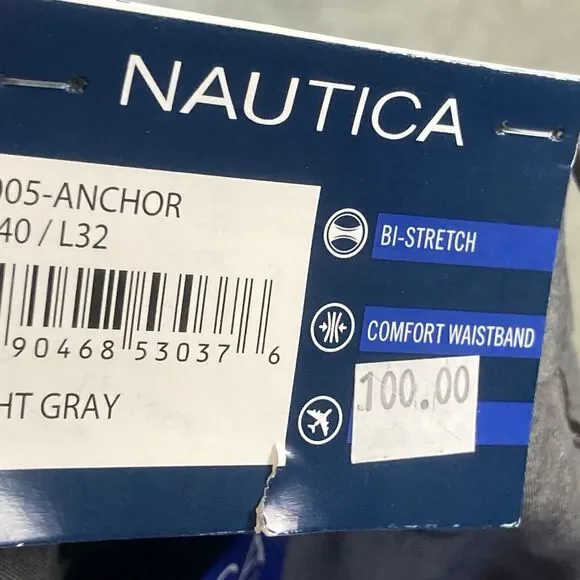 NAUTICA
005-ANCHOR
40 / L32
90468 53037 6
HT GRAY
BI-STRETCH
COMFORT WAISTBAND
100.00